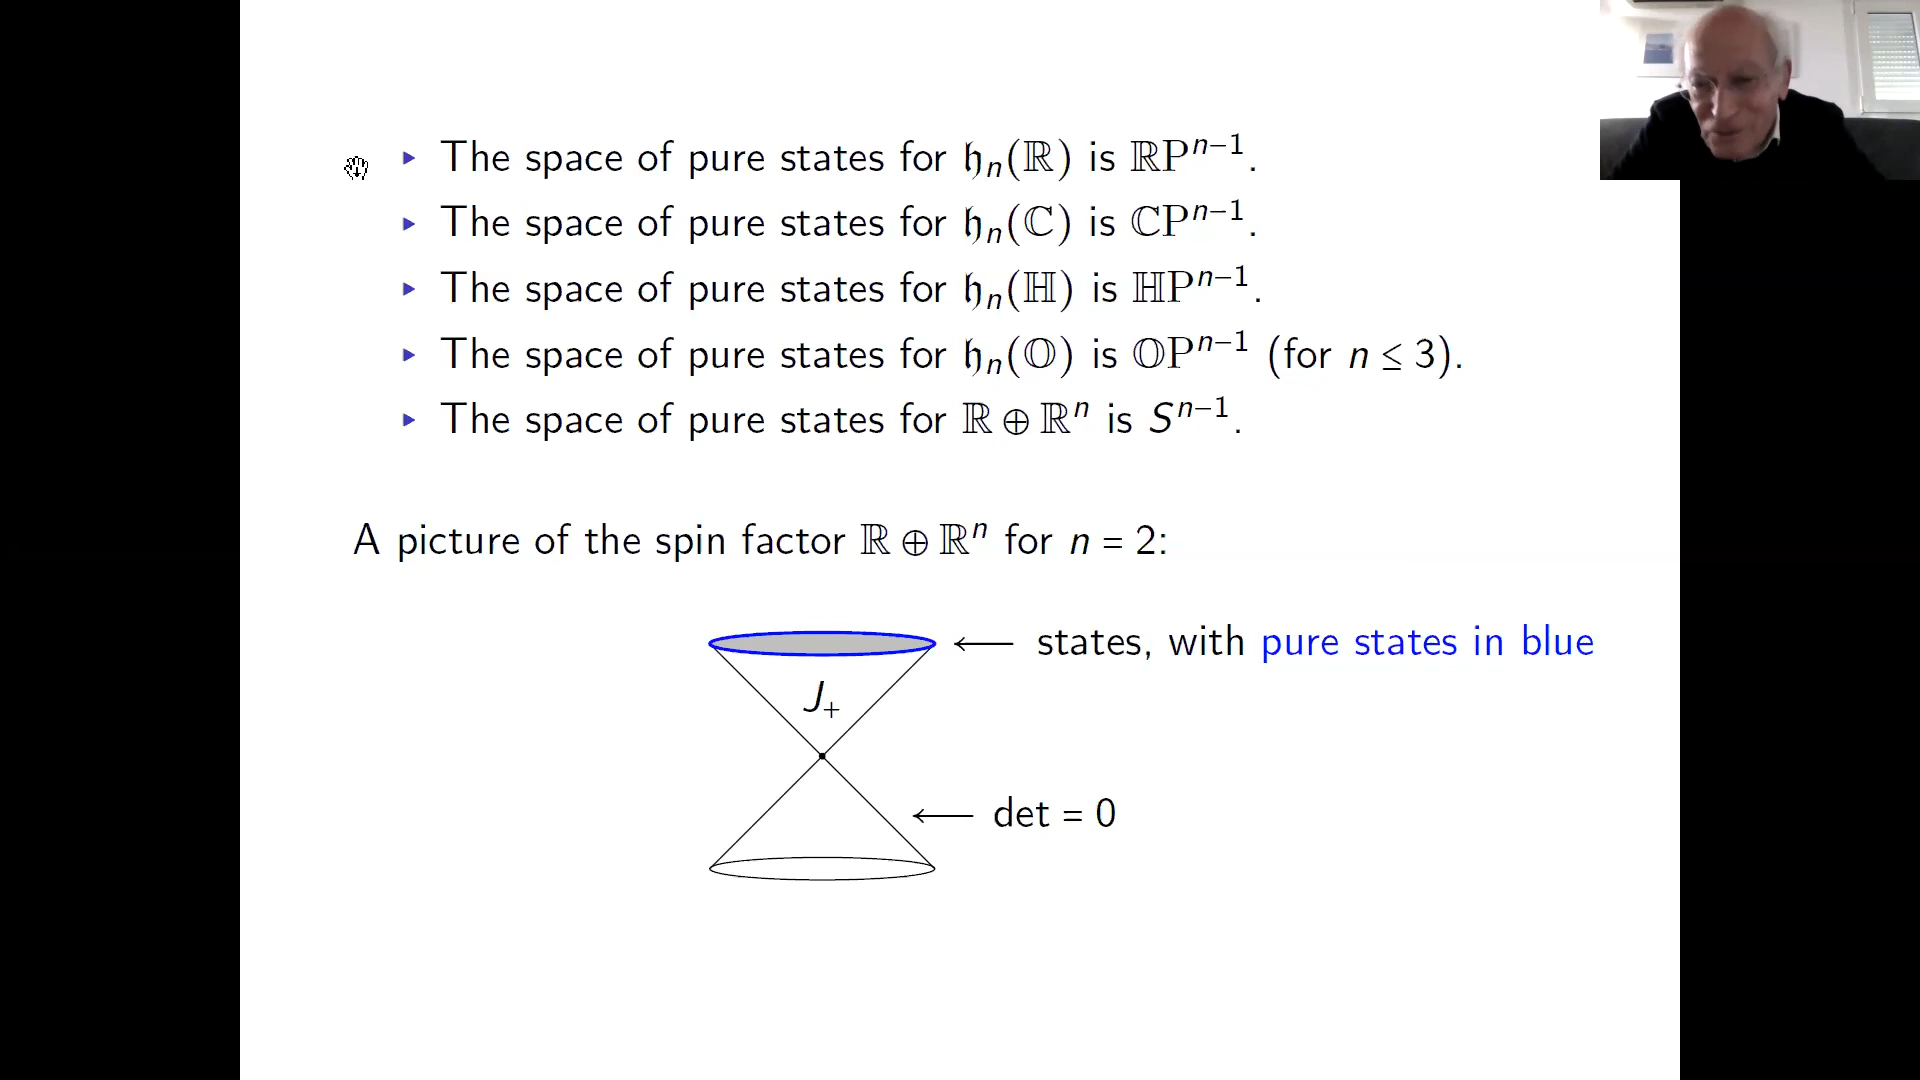 ▸ The space of pure states for 𝔥ₙ(ℝ) is ℝPⁿ⁻¹.
▸ The space of pure states for 𝔥ₙ(ℂ) is ℂPⁿ⁻¹.
▸ The space of pure states for 𝔥ₙ(ℍ) is ℍPⁿ⁻¹.
▸ The space of pure states for 𝔥ₙ(𝕆) is 𝕆Pⁿ⁻¹ (for n ≤ 3).
▸ The space of pure states for ℝ ⊕ ℝⁿ is Sⁿ⁻¹.
A picture of the spin factor ℝ ⊕ ℝⁿ for n = 2:
⟵ states, with pure states in blue
J₊
⟵ det = 0